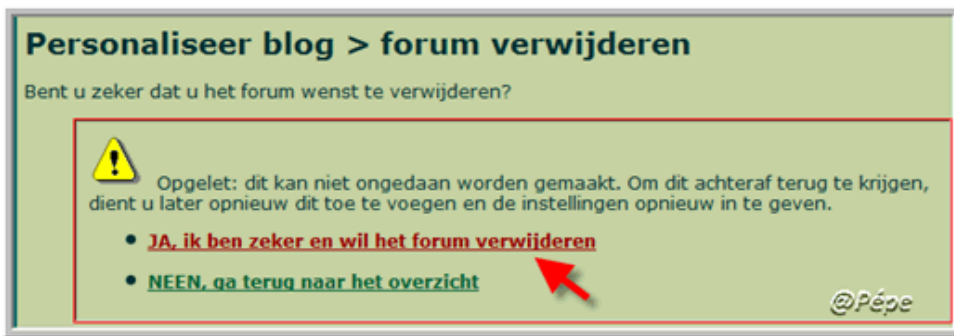 Personaliseer blog > forum verwijderen
Bent u zeker dat u het forum wenst te verwijderen?
Opgelet: dit kan niet ongedaan worden gemaakt. Om dit achteraf terug te krijgen,
dient u later opnieuw dit toe te voegen en de instellingen opnieuw in te geven.
JA, ik ben zeker en wil het forum verwijderen
NEEN, ga terug naar het overzicht
@Pépe